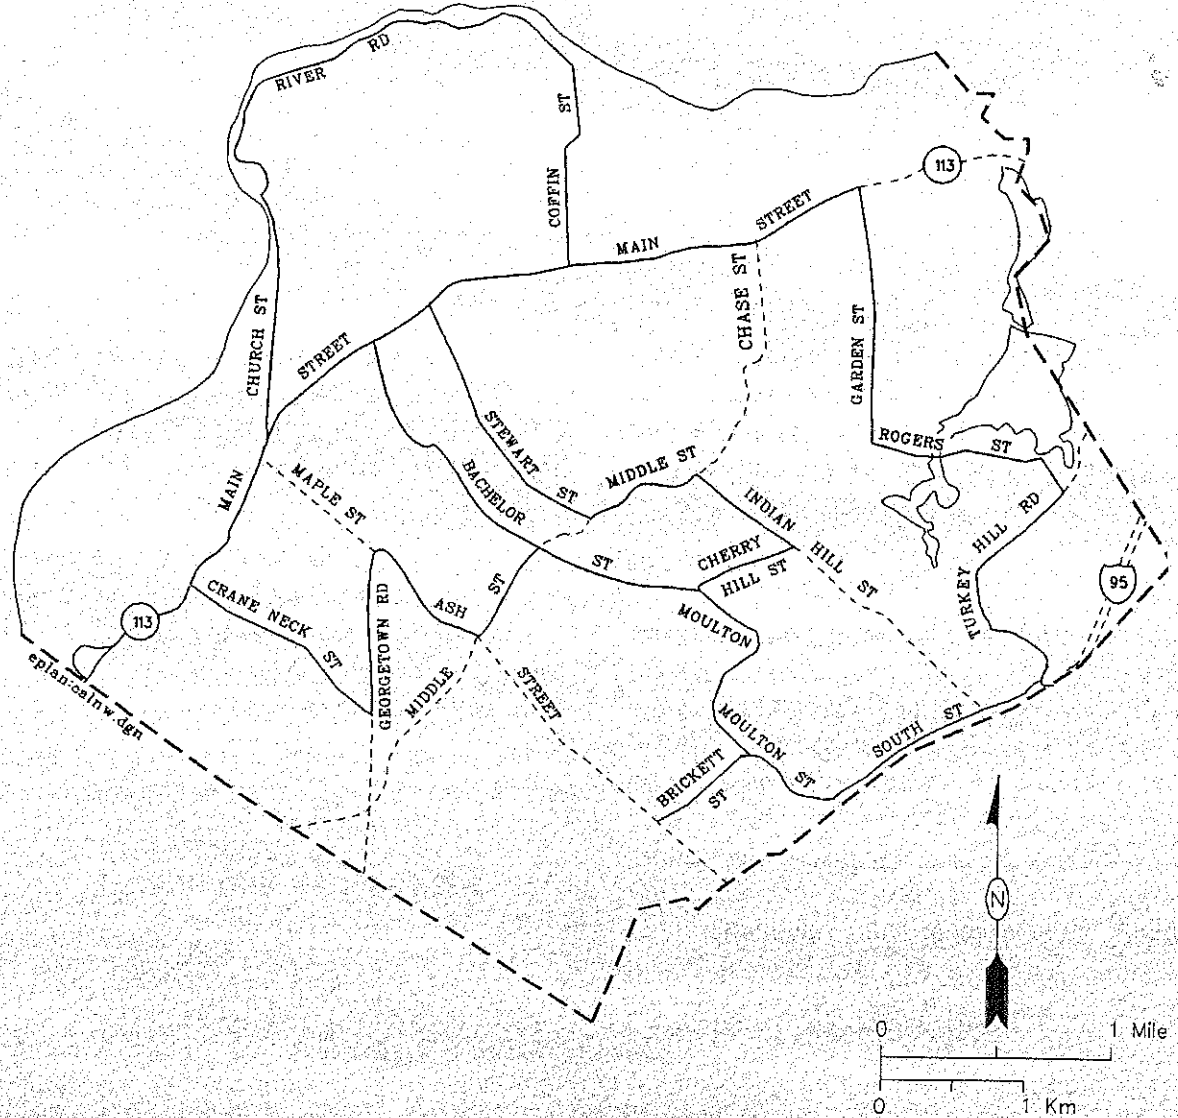 RIVER RD
COFFIN ST
113
MAIN STREET
CHASE ST
CHURCH ST
STREET
GARDEN ST
STEWART ST
ROGERS ST
MIDDLE ST
MAIN
MAPLE ST
BACHELOR ST
INDIAN HILL ST
TURKEY HILL RD
CHERRY
HILL ST
95
CRANE NECK ST
ASH ST
GEORGETOWN RD
MOULTON
113
eplan:oalnw.dgn
MIDDLE
STREET
MOULTON ST
SOUTH ST
BRICKETT
ST
N
0 1 Mile
0 1 Km